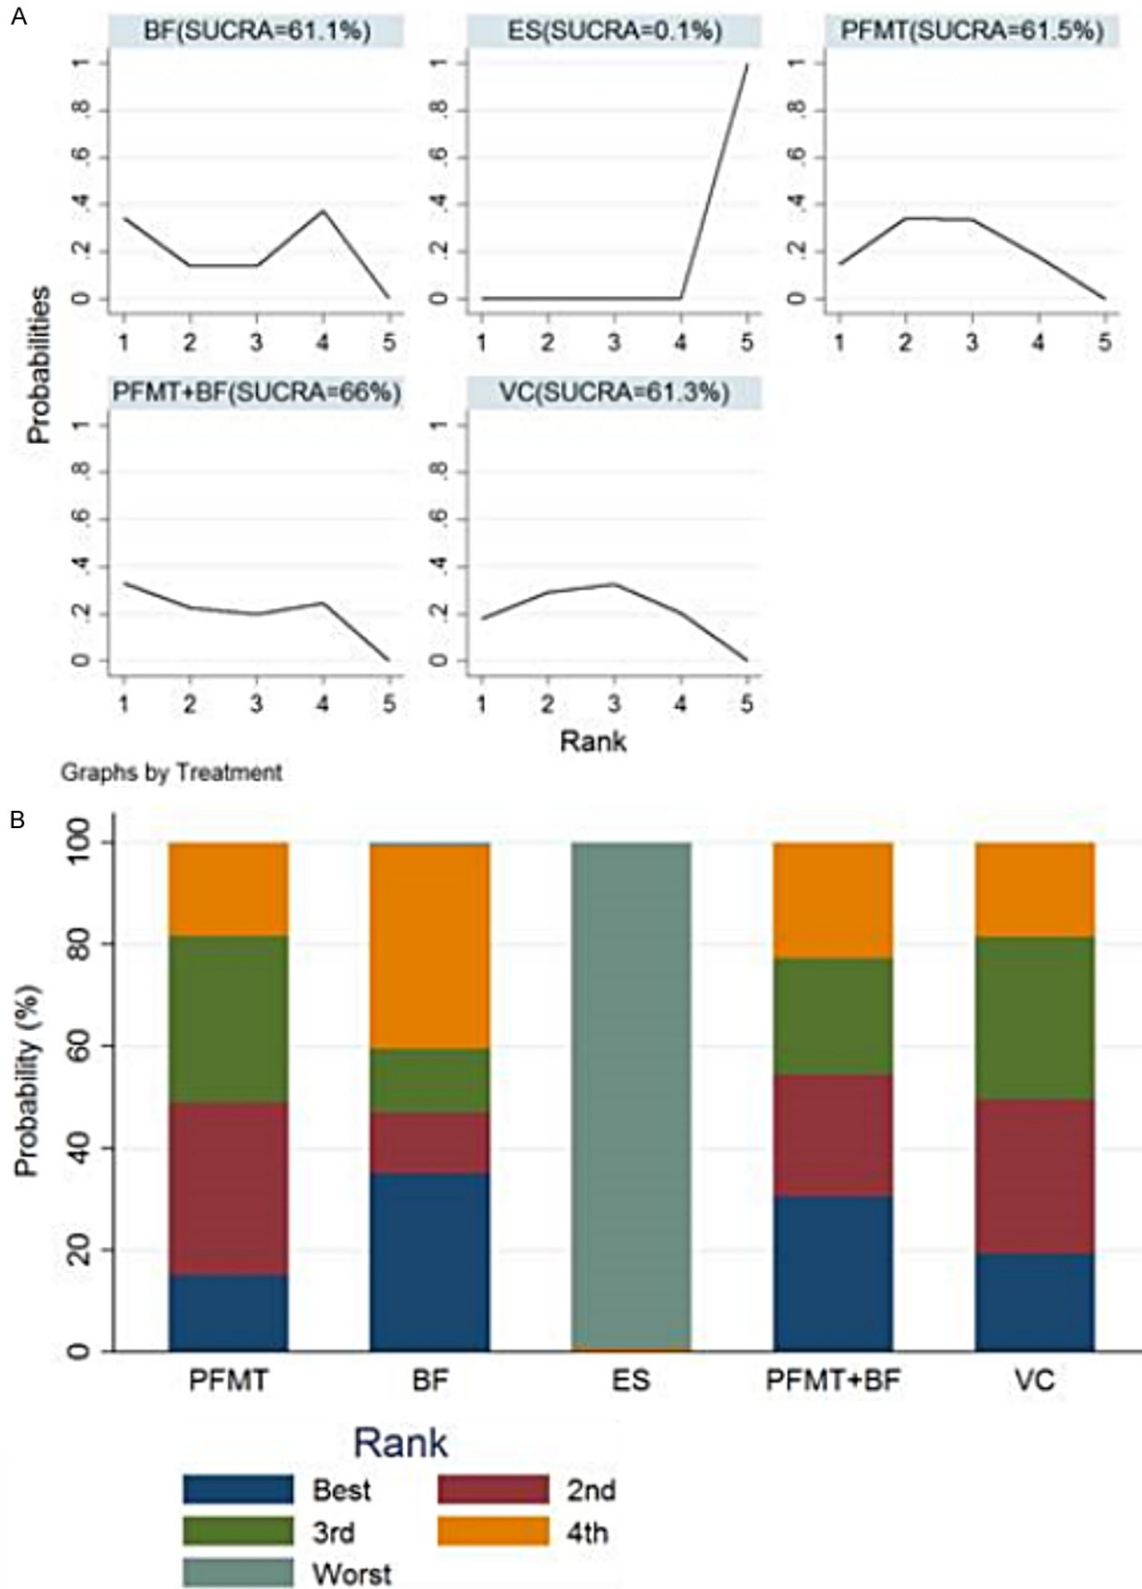 A
BF(SUCRA=61.1%) ES(SUCRA=0.1%) PFMT(SUCRA=61.5%)
1 1 1
.8 .8 .8
.6 .6 .6
.4 .4 .4
.2 .2 .2
0 0 0
1 2 3 4 5 1 2 3 4 5 1 2 3 4 5
Probabilities
PFMT+BF(SUCRA=66%) VC(SUCRA=61.3%)
1 1
.8 .8
.6 .6
.4 .4
.2 .2
0 0
1 2 3 4 5 1 2 3 4 5
Rank
Graphs by Treatment
B
Probability (%)
100
80
60
40
20
0
PFMT BF ES PFMT+BF VC
Rank
Best 2nd
3rd 4th
Worst